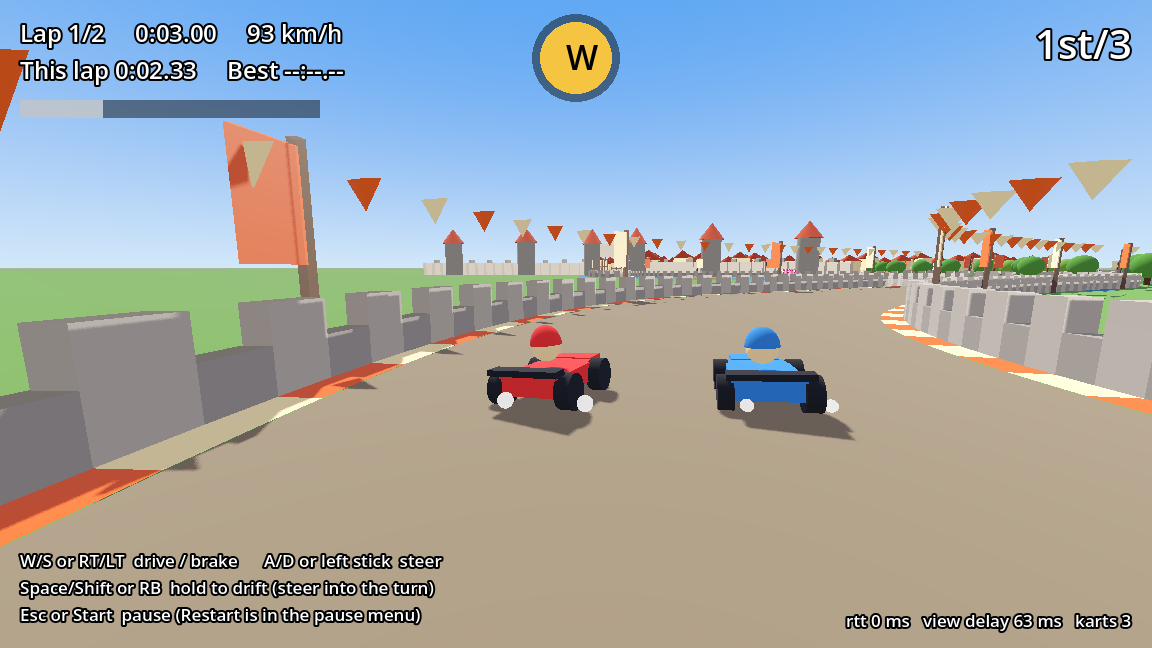 Lap 1/2 0:03.00 93 km/h
This lap 0:02.33 Best --:--.--
W
1st/3
W/S or RT/LT drive / brake A/D or left stick steer
Space/Shift or RB hold to drift (steer into the turn)
Esc or Start pause (Restart is in the pause menu)
rtt 0 ms view delay 63 ms karts 3